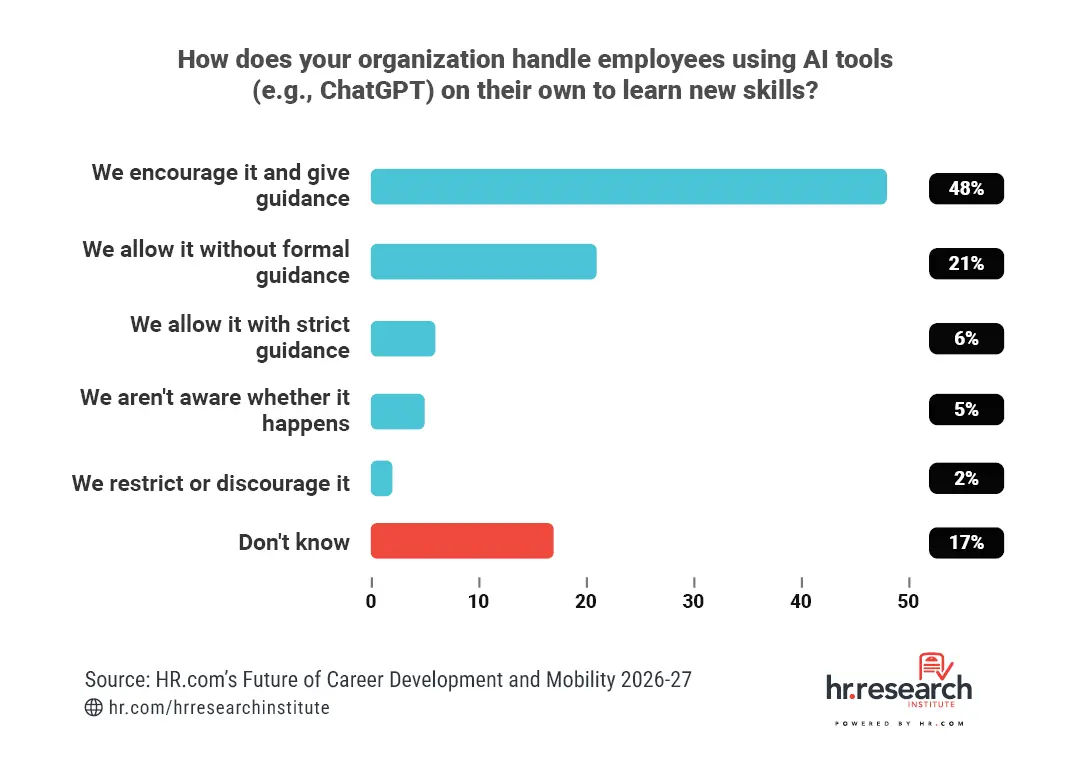 How does your organization handle employees using AI tools
(e.g., ChatGPT) on their own to learn new skills?
We encourage it and give
guidance
48%
We allow it without formal
guidance
21%
We allow it with strict
guidance
6%
We aren't aware whether it
happens
5%
We restrict or discourage it
2%
Don't know
17%
0 10 20 30 40 50
Source: HR.com’s Future of Career Development and Mobility 2026-27
hr.com/hrresearchinstitute
hr.research
INSTITUTE
POWERED BY HR.COM